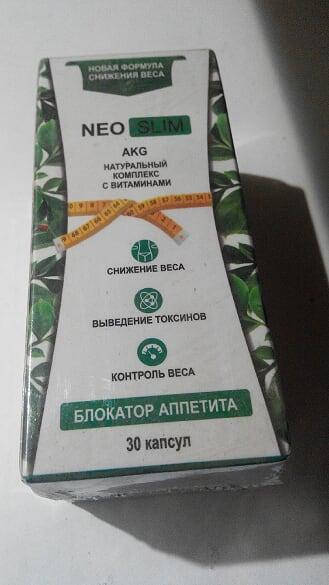 НОВАЯ ФОРМУЛА
СНИЖЕНИЯ ВЕСА
NEO SLIM
AKG
НАТУРАЛЬНЫЙ
КОМПЛЕКС
С ВИТАМИНАМИ
СНИЖЕНИЕ ВЕСА
ВЫВЕДЕНИЕ ТОКСИНОВ
КОНТРОЛЬ ВЕСА
БЛОКАТОР АППЕТИТА
30 капсул